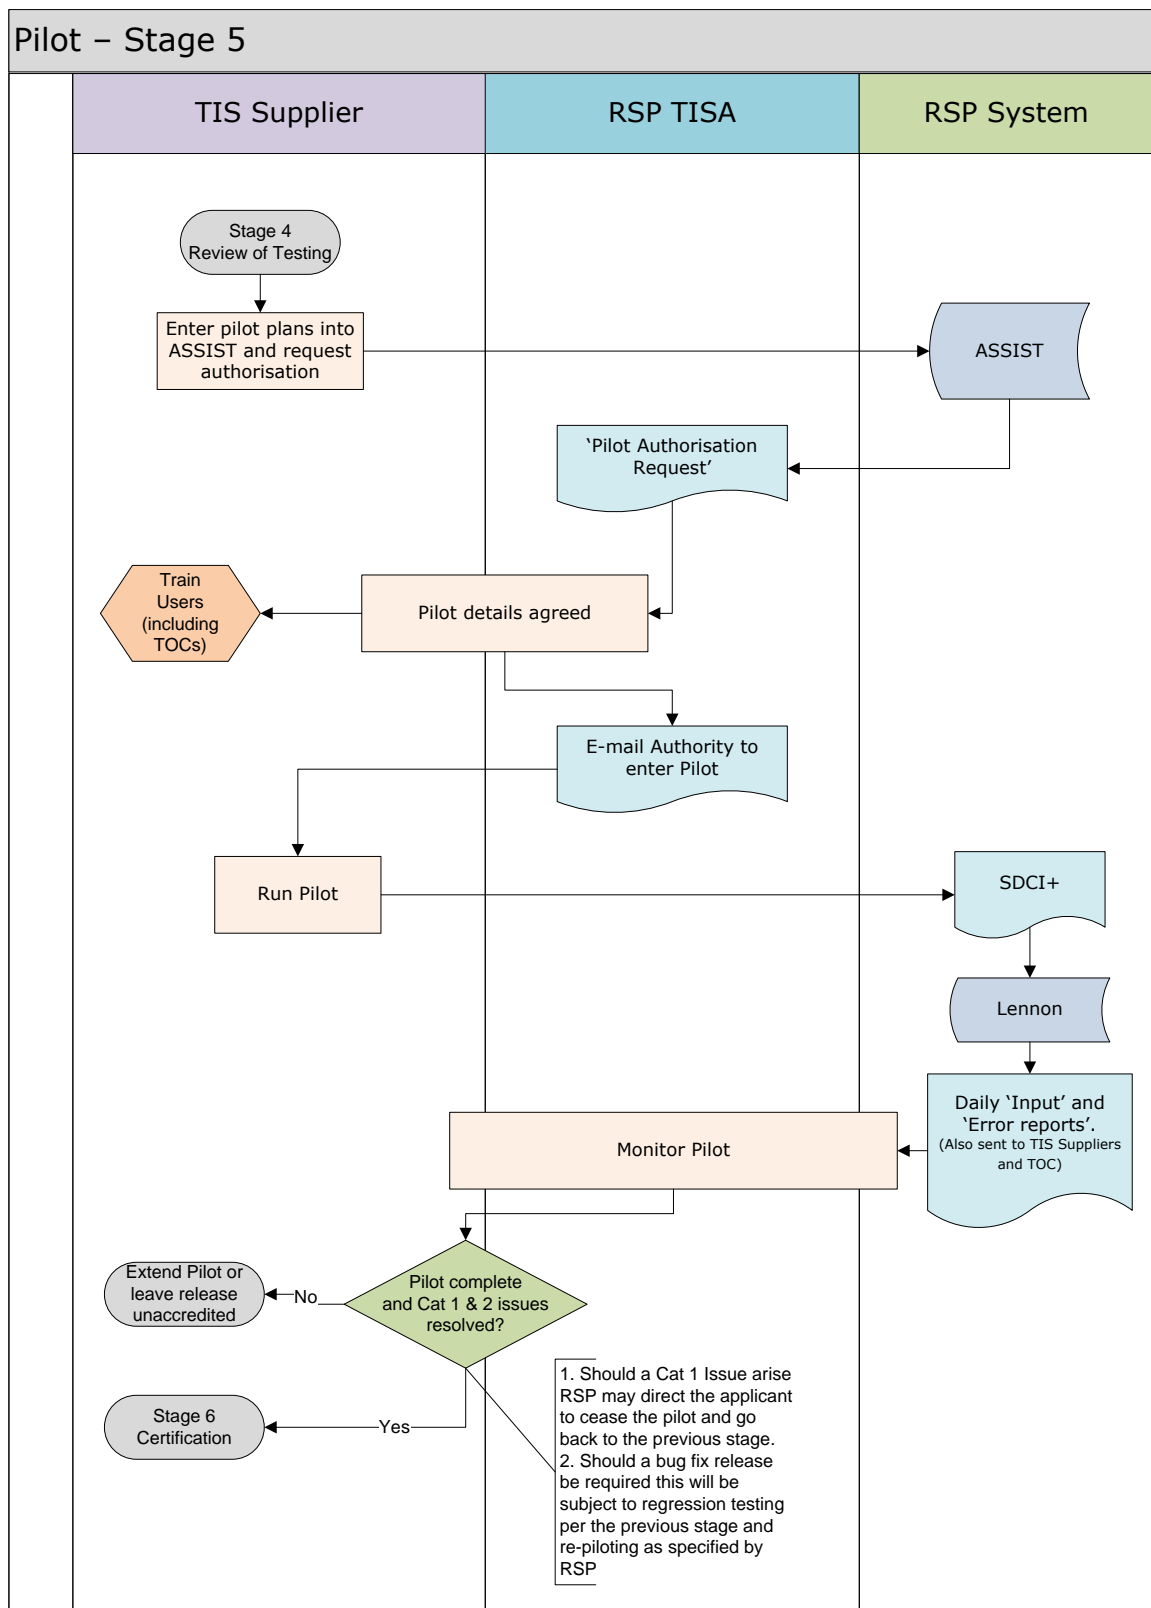 Pilot – Stage 5
TIS Supplier
RSP TISA
RSP System
Stage 4
Review of Testing
Enter pilot plans into
ASSIST and request
authorisation
ASSIST
‘Pilot Authorisation
Request’
Train
Users
(including
TOCs)
Pilot details agreed
E-mail Authority to
enter Pilot
Run Pilot
SDCI+
Lennon
Daily ‘Input’ and
‘Error reports’.
(Also sent to TIS Suppliers
and TOC)
Monitor Pilot
Pilot complete
and Cat 1 & 2 issues
resolved?
No
Extend Pilot or
leave release
unaccredited
Yes
Stage 6
Certification
1. Should a Cat 1 Issue arise
RSP may direct the applicant
to cease the pilot and go
back to the previous stage.
2. Should a bug fix release
be required this will be
subject to regression testing
per the previous stage and
re-piloting as specified by
RSP